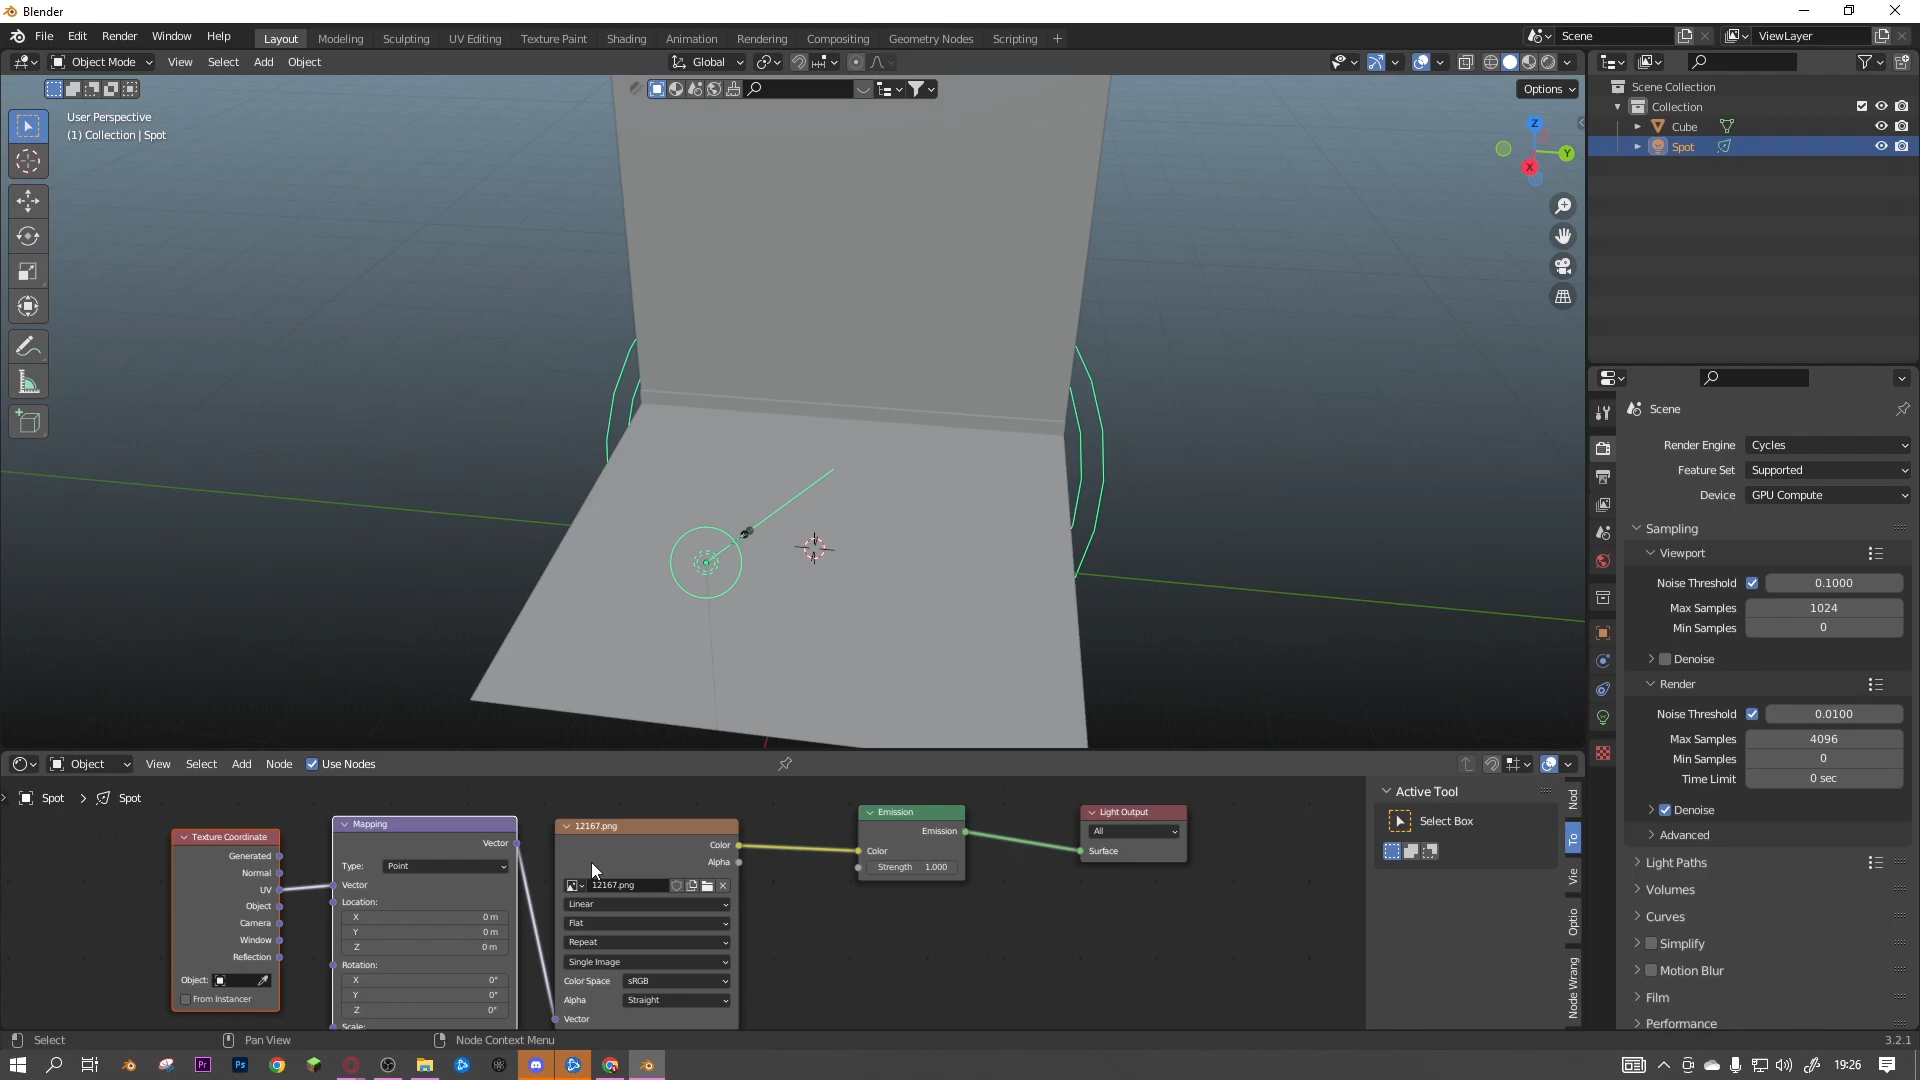 Blender
File Edit Render Window Help
Layout Modeling Sculpting UV Editing Texture Paint Shading Animation Rendering Compositing Geometry Nodes Scripting +
Scene
ViewLayer
Object Mode View Select Add Object
Global
Options
User Perspective
(1) Collection | Spot
Z
Y
X
Scene Collection
Collection
Cube
Spot
Scene
Render Engine Cycles
Feature Set Supported
Device GPU Compute
Sampling
Viewport
Noise Threshold 0.1000
Max Samples 1024
Min Samples 0
Denoise
Render
Noise Threshold 0.0100
Max Samples 4096
Min Samples 0
Time Limit 0 sec
Denoise
Advanced
Light Paths
Volumes
Curves
Simplify
Motion Blur
Film
Performance
Object View Select Add Node Use Nodes
Spot > Spot
Texture Coordinate
Generated
Normal
UV
Object
Camera
Window
Reflection
Object:
From Instancer
Mapping
Vector
Type: Point
Vector
Location:
X 0 m
Y 0 m
Z 0 m
Rotation:
X 0°
Y 0°
Z 0°
Scale:
12167.png
Color
Alpha
12167.png
Linear
Flat
Repeat
Single Image
Color Space sRGB
Alpha Straight
Vector
Emission
Emission
Color
Strength 1.000
Light Output
All
Surface
Active Tool
Select Box
Nod
To
Vie
Optio
Node Wrang
Select
Pan View
Node Context Menu
3.2.1
Pr
Ps
19:26